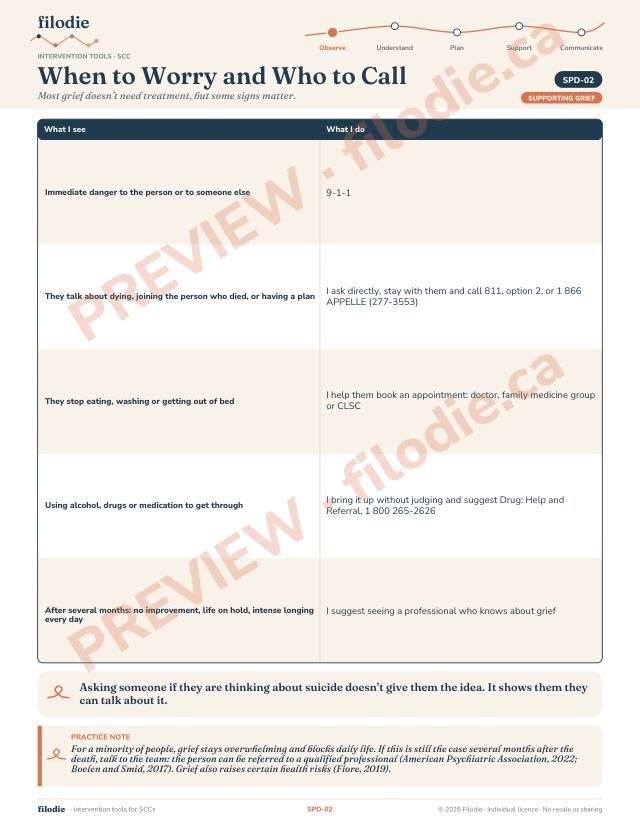 filodie
Observe
Understand
Plan
Support
Communicate
INTERVENTION TOOLS · SCC
When to Worry and Who to Call
Most grief doesn't need treatment, but some signs matter.
SPD-02
SUPPORTING GRIEF
What I see
What I do
Immediate danger to the person or to someone else
9-1-1
They talk about dying, joining the person who died, or having a plan
I ask directly, stay with them and call 811, option 2, or 1 866
APPELLE (277-3553)
They stop eating, washing or getting out of bed
I help them book an appointment: doctor, family medicine group
or CLSC
Using alcohol, drugs or medication to get through
I bring it up without judging and suggest Drug: Help and
Referral, 1 800 265-2626
After several months: no improvement, life on hold, intense longing
every day
I suggest seeing a professional who knows about grief
PREVIEW · filodie.ca
PREVIEW · filodie.ca
Asking someone if they are thinking about suicide doesn't give them the idea. It shows them they
can talk about it.
PRACTICE NOTE
For a minority of people, grief stays overwhelming and blocks daily life. If this is still the case several months after the
death, talk to the team: the person can be referred to a qualified professional (American Psychiatric Association, 2022;
Boelen and Smid, 2017). Grief also raises certain health risks (Fiore, 2019).
filodie · intervention tools for SCCs
SPD-02
© 2026 Filodie · Individual licence · No resale or sharing